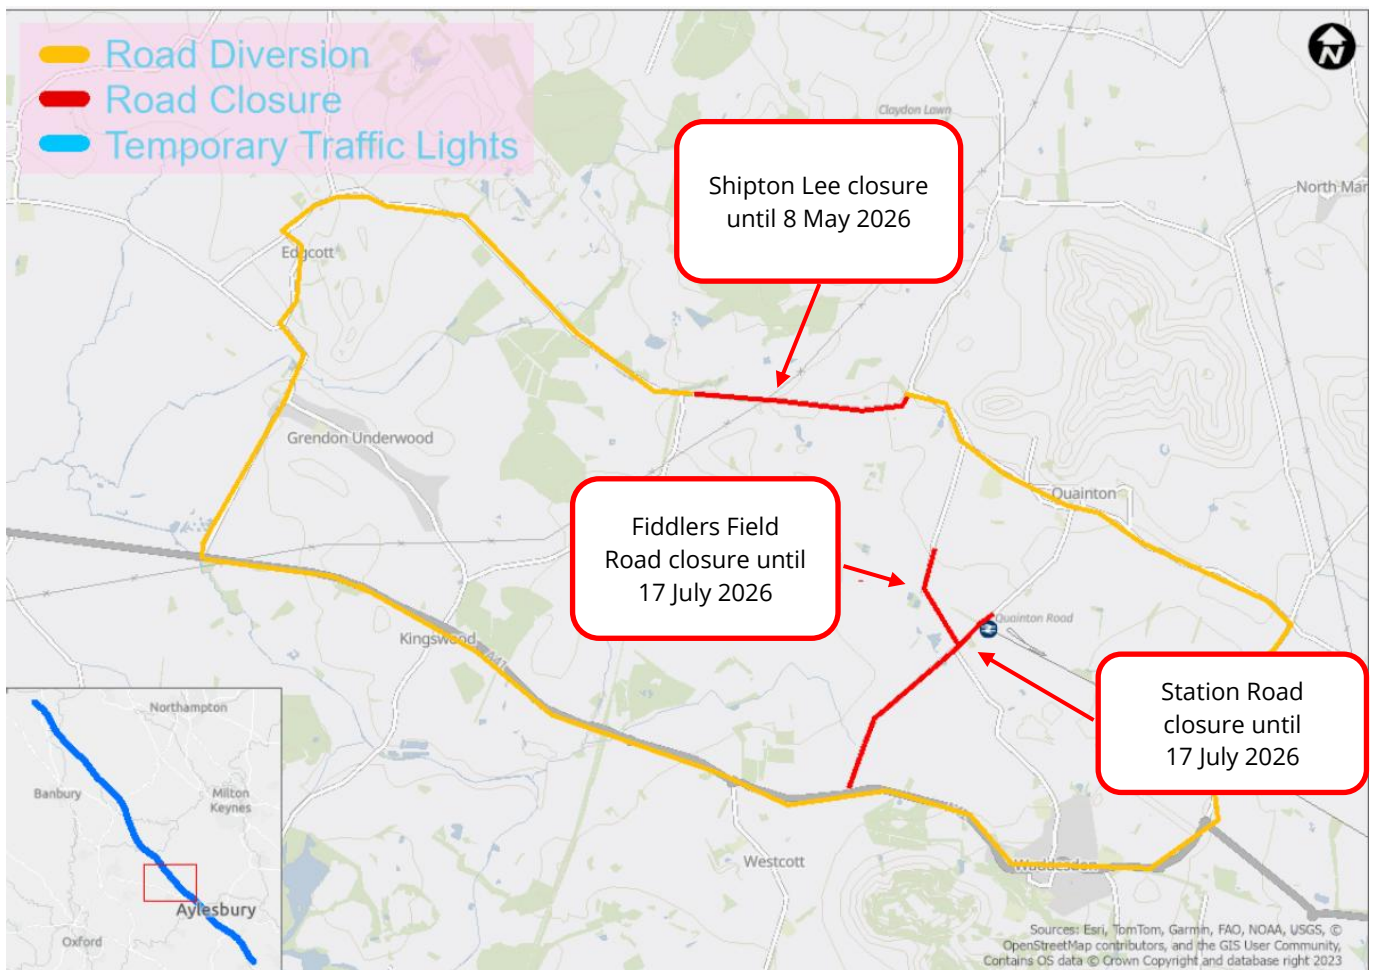 Road Diversion
Road Closure
Temporary Traffic Lights
N
Claydon Lawn
Shipton Lee closure
until 8 May 2026
North Mar
Edgcott
Grendon Underwood
Quainton
Fiddlers Field
Road closure until
17 July 2026
Quainton Road
Kingswood
A41
Station Road
closure until
17 July 2026
Northampton
Banbury
Milton
Keynes
Aylesbury
Oxford
Westcott
Waddesdon
Sources: Esri, TomTom, Garmin, FAO, NOAA, USGS, ©
OpenStreetMap contributors, and the GIS User Community,
Contains OS data © Crown Copyright and database right 2023